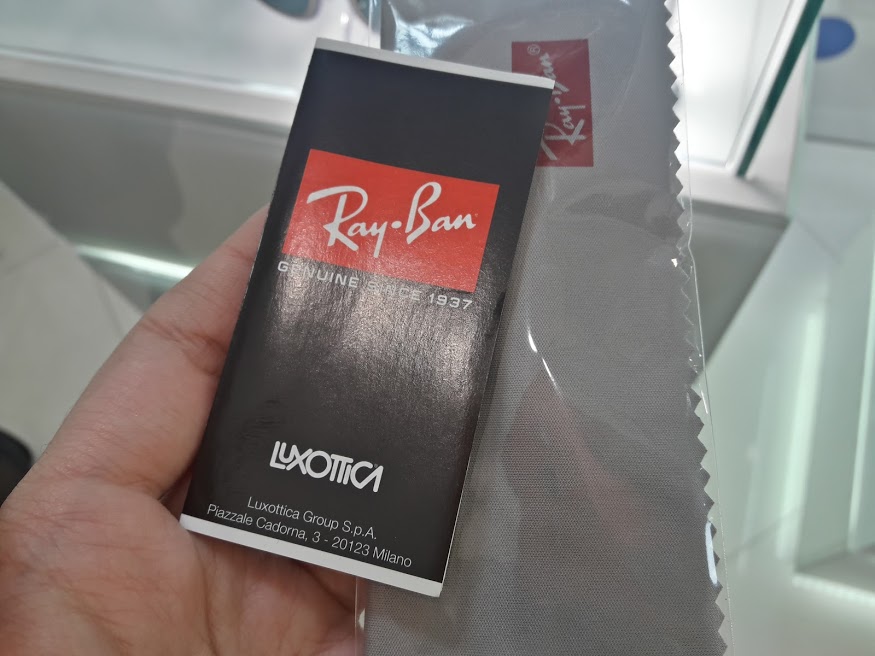 Ray-Ban
GENUINE SINCE 1937
LUXOTTICA
Luxottica Group S.p.A.
Piazzale Cadorna, 3 - 20123 Milano
Ray-Ban®